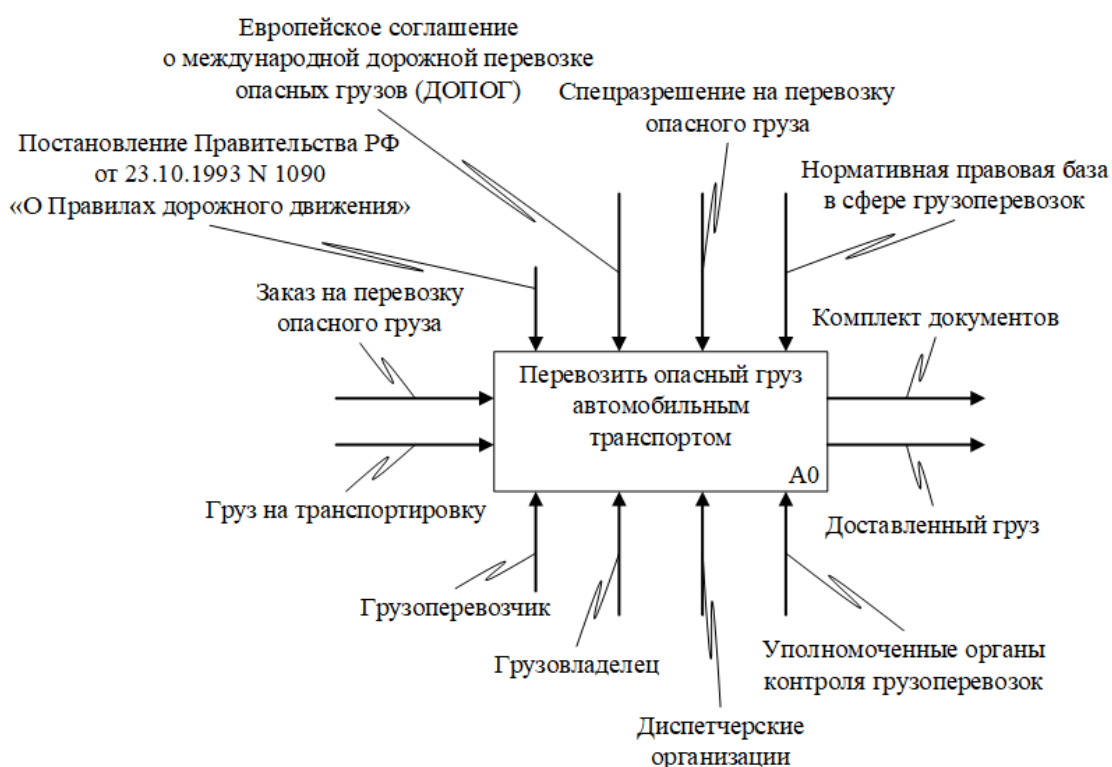 Европейское соглашение
о международной дорожной перевозке
опасных грузов (ДОПОГ)
Спецразрешение на перевозку
опасного груза
Постановление Правительства РФ
от 23.10.1993 N 1090
«О Правилах дорожного движения»
Нормативная правовая база
в сфере грузоперевозок
Заказ на перевозку
опасного груза
Комплект документов
Перевозить опасный груз
автомобильным
транспортом
A0
Груз на транспортировку
Доставленный груз
Грузоперевозчик
Грузовладелец
Уполномоченные органы
контроля грузоперевозок
Диспетчерские
организации